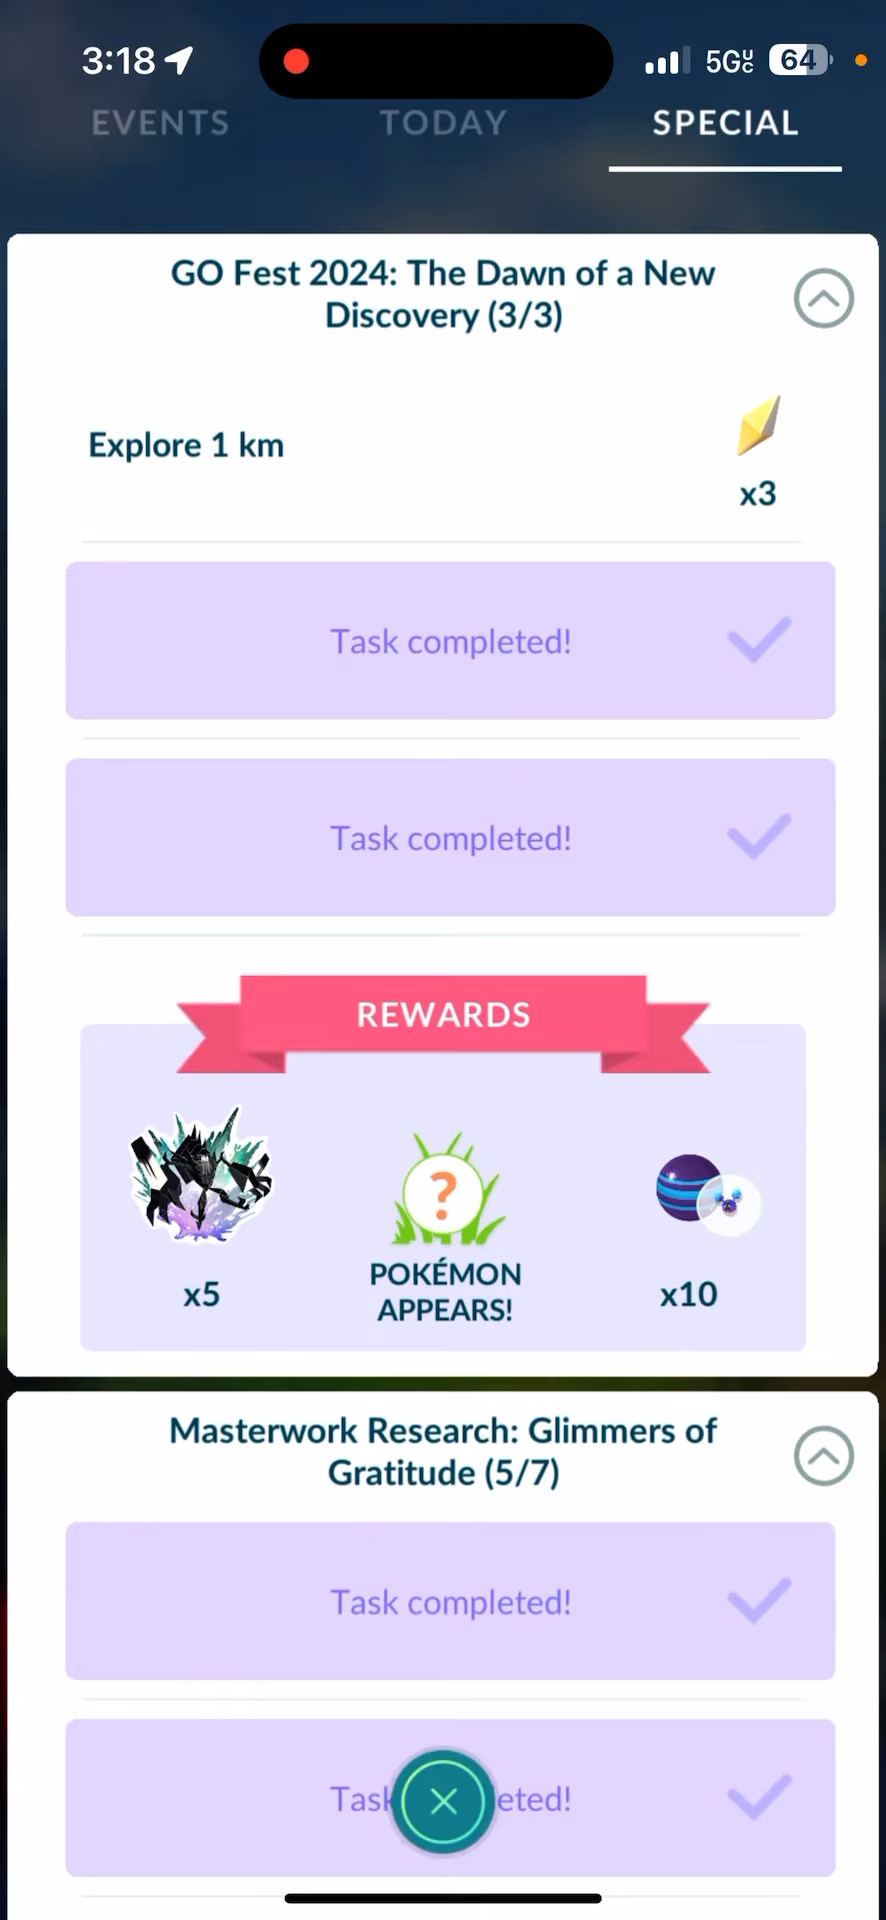 3:18
5G UC
64
EVENTS
TODAY
SPECIAL
GO Fest 2024: The Dawn of a New
Discovery (3/3)
Explore 1 km
x3
Task completed!
Task completed!
REWARDS
?
POKÉMON
APPEARS!
x5
x10
Masterwork Research: Glimmers of
Gratitude (5/7)
Task completed!
Task eted!